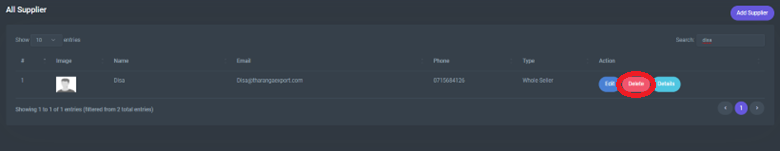 All Supplier
Add Supplier
Show 10 entries
Search: disa
# Image Name Email Phone Type Action
1 Disa Disa@tharangaexport.com 0715684126 Whole Seller Edit Delete Details
Showing 1 to 1 of 1 entries (filtered from 2 total entries)
1